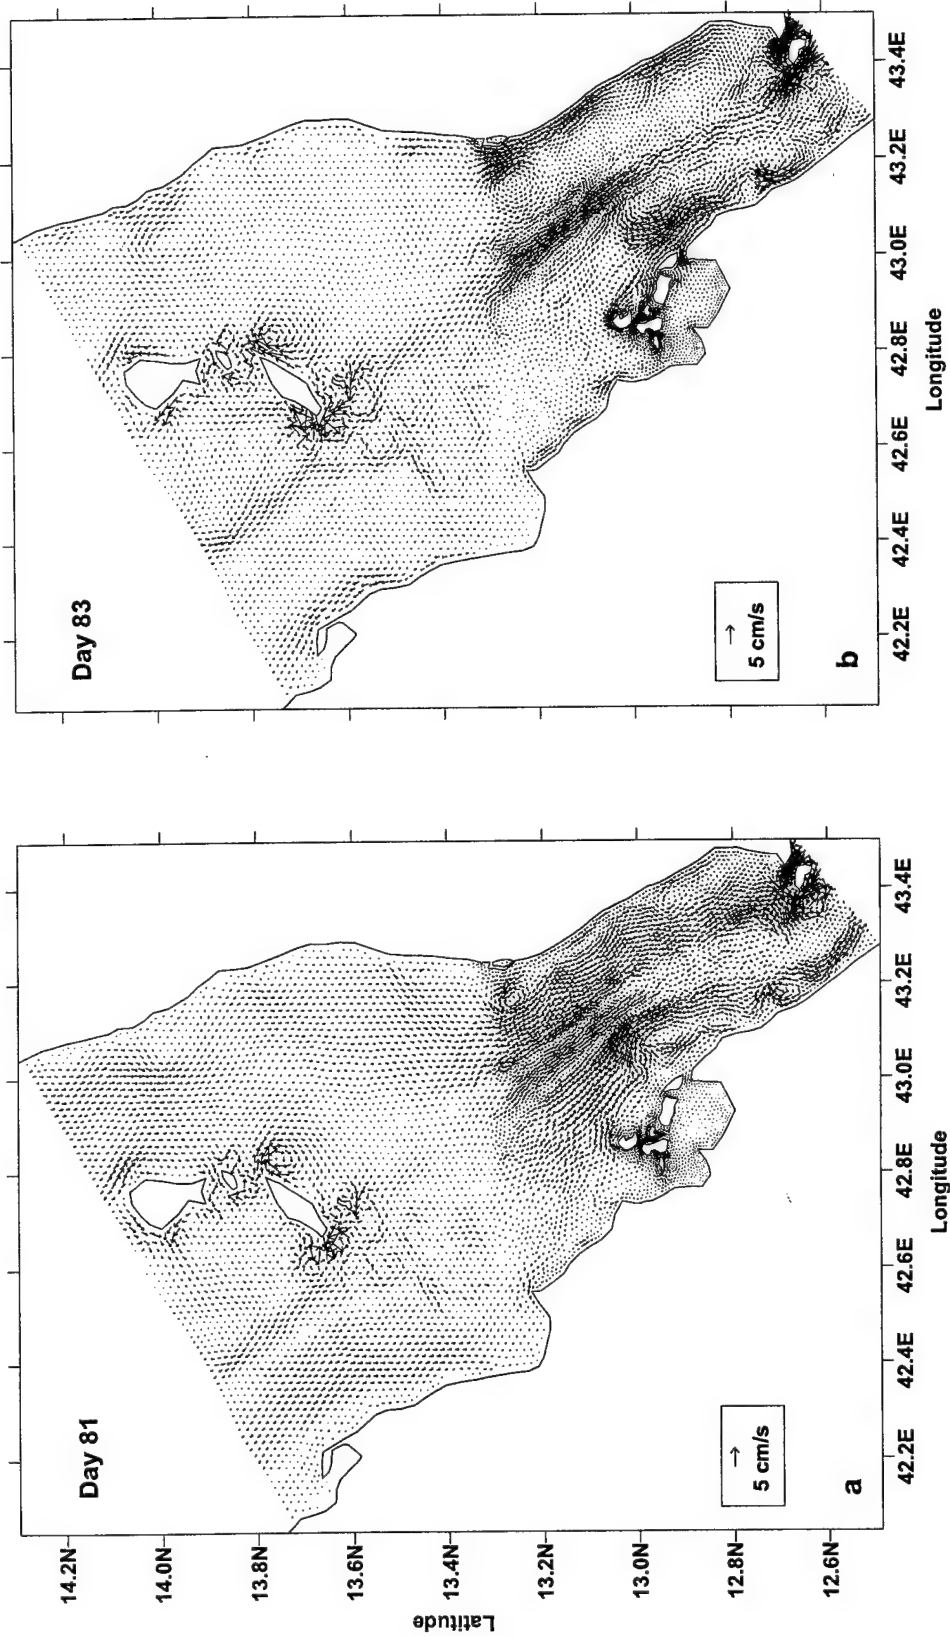 Day 81
14.2N
14.0N
13.8N
13.6N
13.4N
13.2N
13.0N
12.8N
12.6N
Latitude
5 cm/s
a
42.2E
42.4E
42.6E
42.8E
43.0E
43.2E
43.4E
Longitude
Day 83
5 cm/s
b
42.2E
42.4E
42.6E
42.8E
43.0E
43.2E
43.4E
Longitude